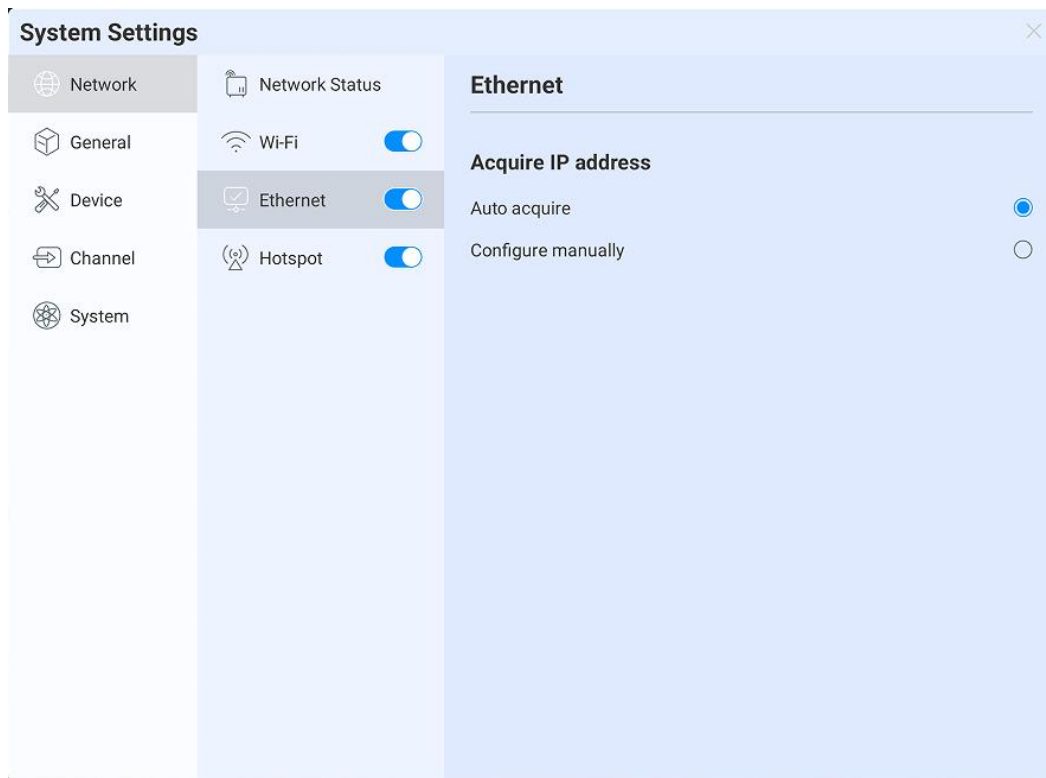 System Settings
Network
General
Device
Channel
System
Network Status
Wi-Fi
Ethernet
Hotspot
Ethernet
Acquire IP address
Auto acquire
Configure manually